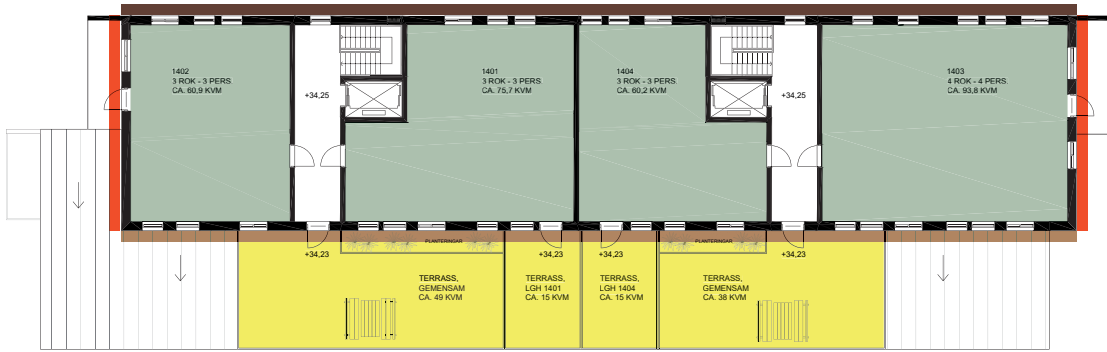 1402
3 ROK - 3 PERS.
CA. 60,9 KVM
+34,25
1401
3 ROK - 3 PERS.
CA. 75,7 KVM
1404
3 ROK - 3 PERS.
CA. 60,2 KVM
+34,25
1403
4 ROK - 4 PERS.
CA. 93,8 KVM
+34,23
PLANTERINGAR
+34,23
+34,23
PLANTERINGAR
+34,23
TERRASS,
GEMENSAM
CA. 49 KVM
TERRASS,
LGH 1401
CA. 15 KVM
TERRASS,
LGH 1404
CA. 15 KVM
TERRASS,
GEMENSAM
CA. 38 KVM